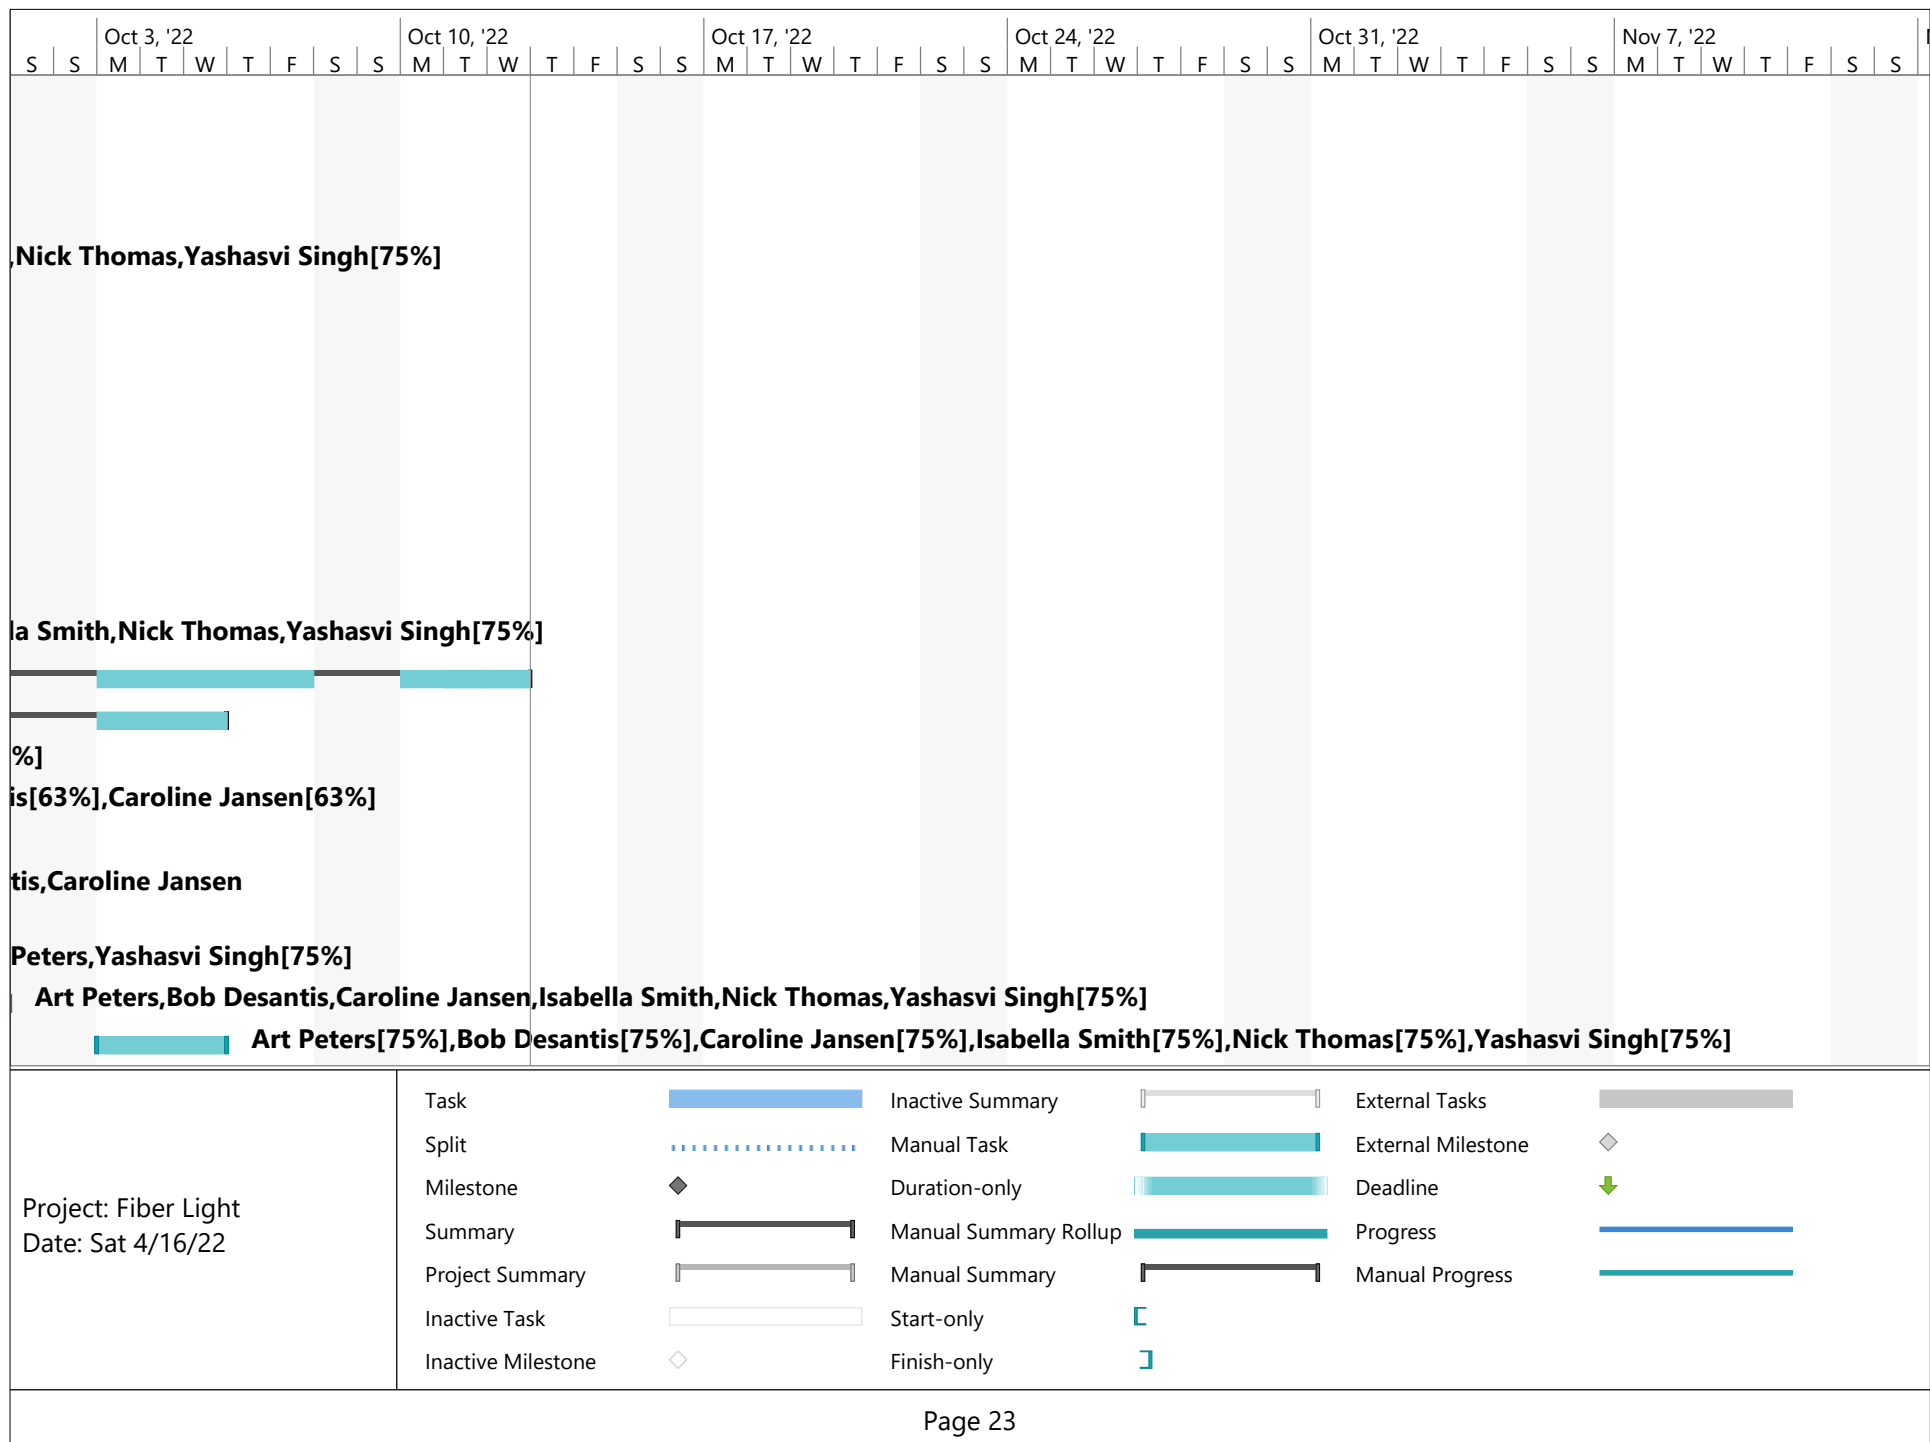 Oct 3, '22 Oct 10, '22 Oct 17, '22 Oct 24, '22 Oct 31, '22 Nov 7, '22
S S M T W T F S S M T W T F S S M T W T F S S M T W T F S S M T W T F S S M T W T F S S
,Nick Thomas,Yashasvi Singh[75%]
la Smith,Nick Thomas,Yashasvi Singh[75%]
%]
is[63%],Caroline Jansen[63%]
tis,Caroline Jansen
Peters,Yashasvi Singh[75%]
Art Peters,Bob Desantis,Caroline Jansen,Isabella Smith,Nick Thomas,Yashasvi Singh[75%]
Art Peters[75%],Bob Desantis[75%],Caroline Jansen[75%],Isabella Smith[75%],Nick Thomas[75%],Yashasvi Singh[75%]
Project: Fiber Light
Date: Sat 4/16/22
Task
Split
Milestone
Summary
Project Summary
Inactive Task
Inactive Milestone
Inactive Summary
Manual Task
Duration-only
Manual Summary Rollup
Manual Summary
Start-only
Finish-only
External Tasks
External Milestone
Deadline
Progress
Manual Progress
Page 23